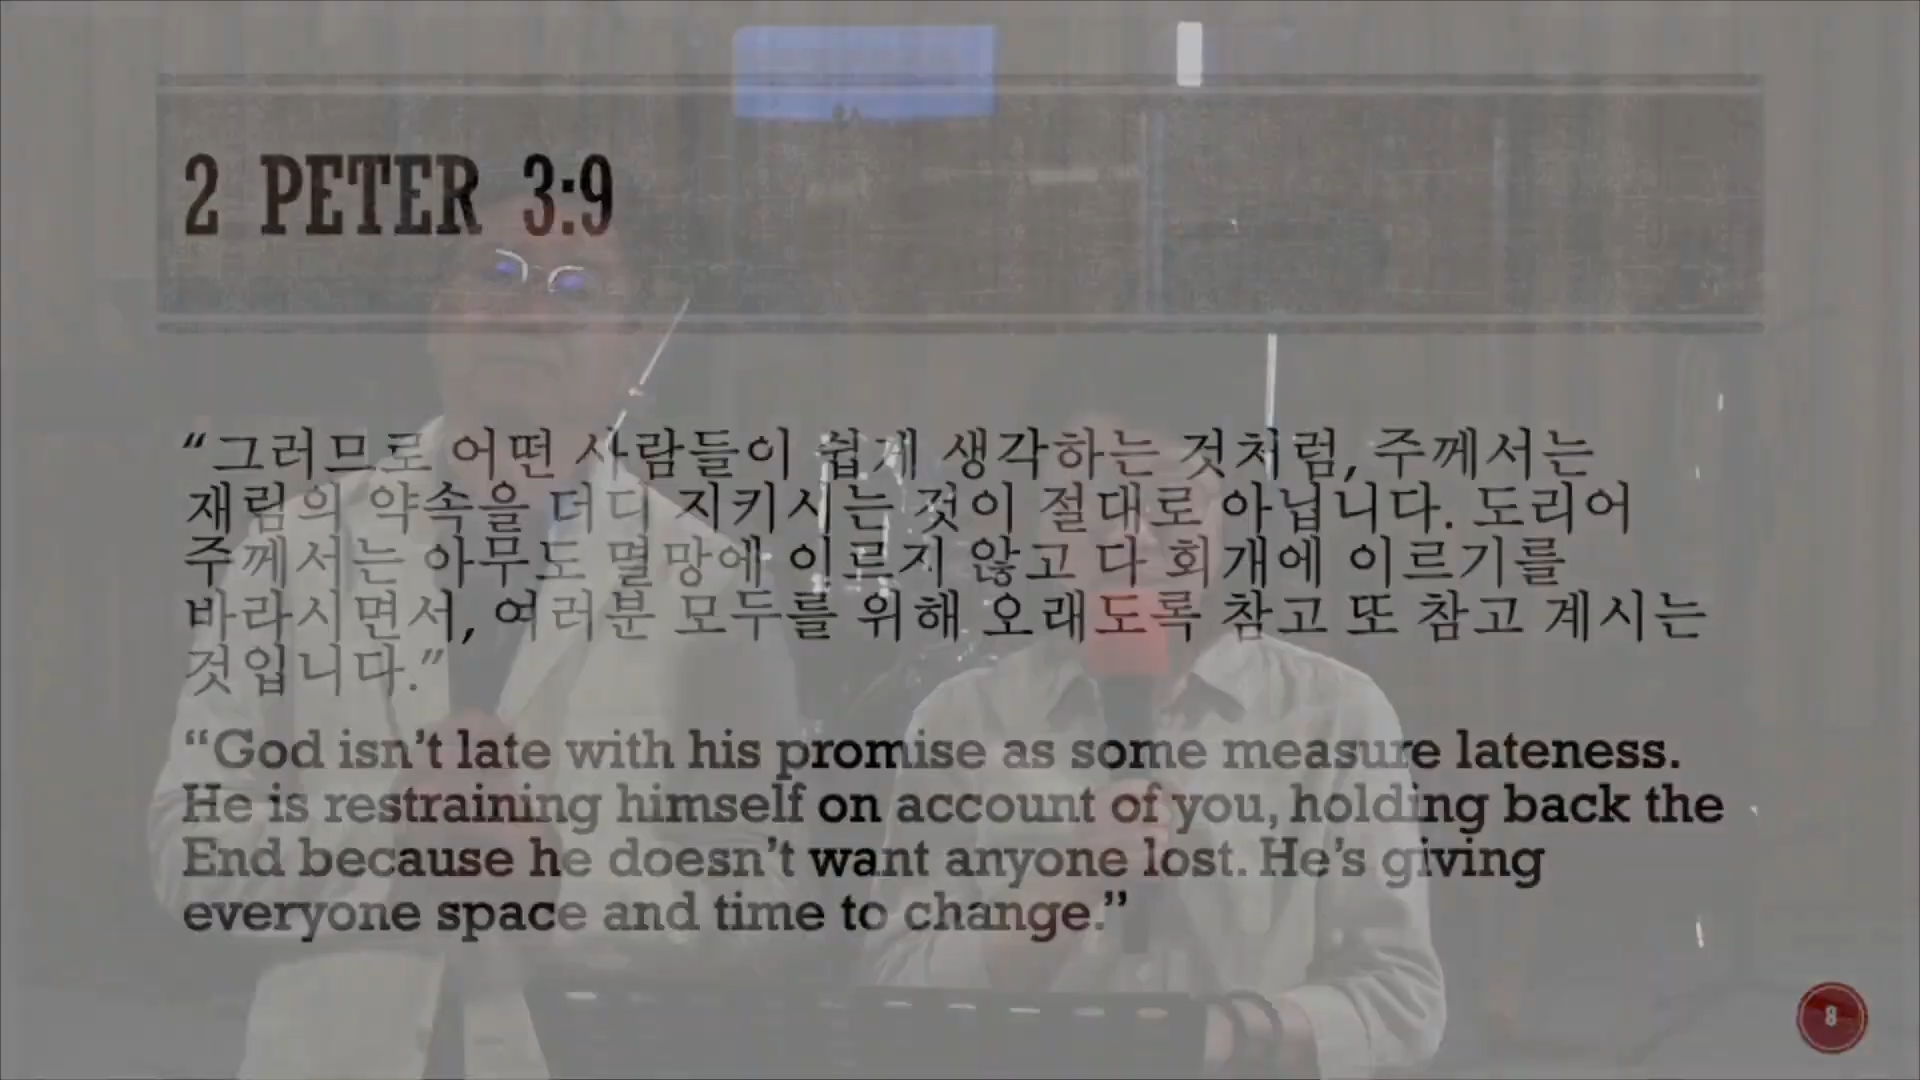 2 PETER 3:9
“그러므로 어떤 사람들이 쉽게 생각하는 것처럼, 주께서는
재림의 약속을 더디 지키시는 것이 절대로 아닙니다. 도리어
주께서는 아무도 멸망에 이르지 않고 다 회개에 이르기를
바라시면서, 여러분 모두를 위해 오래도록 참고 또 참고 계시는
것입니다.”
“God isn’t late with his promise as some measure lateness.
He is restraining himself on account of you, holding back the
End because he doesn’t want anyone lost. He’s giving
everyone space and time to change.”
8